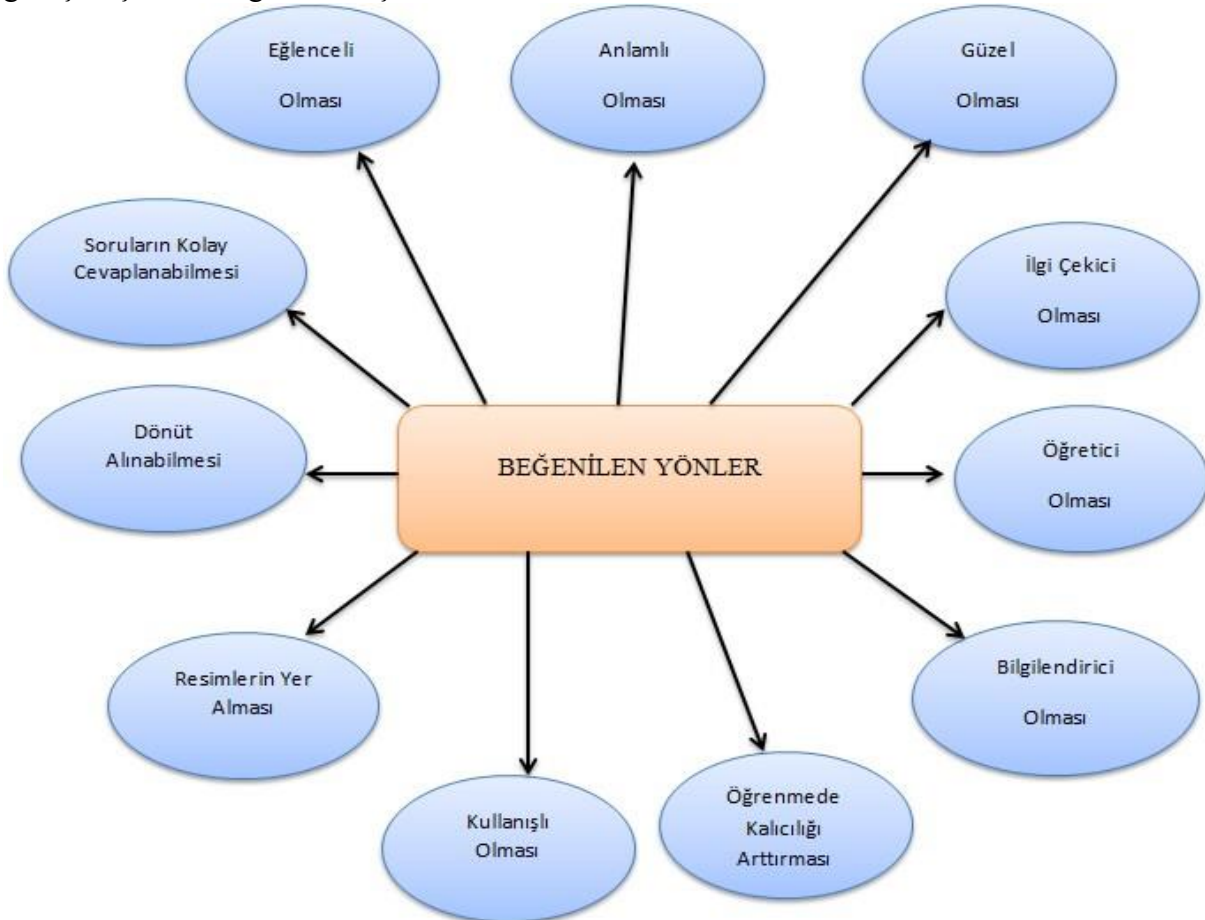 Eğlenceli
Olması
Anlamlı
Olması
Güzel
Olması
Soruların Kolay
Cevaplanabilmesi
İlgi Çekici
Olması
BEĞENİLEN YÖNLER
Dönüt
Alınabilmesi
Öğretici
Olması
Resimlerin Yer
Alması
Bilgilendirici
Olması
Kullanışlı
Olması
Öğrenmede
Kalıcılığı
Arttırması